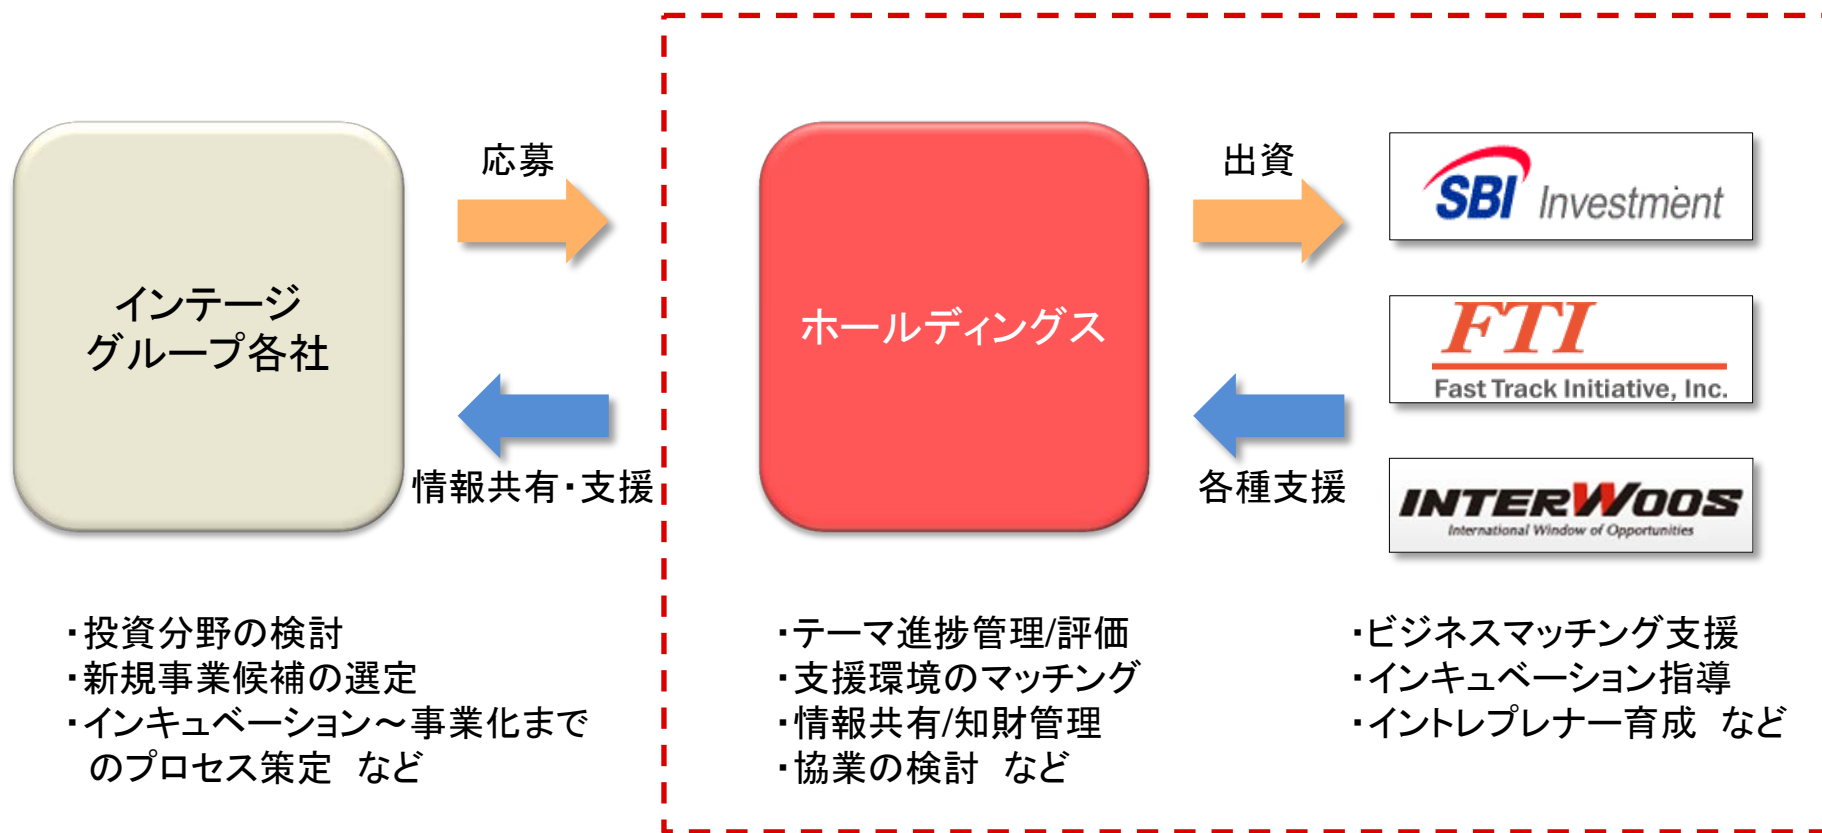 応募
出資
SBI Investment
インテージ
グループ各社
ホールディングス
FTI
Fast Track Initiative, Inc.
情報共有・支援
各種支援
INTERWOOS
International Window of Opportunities
・投資分野の検討
・新規事業候補の選定
・インキュベーション～事業化まで
のプロセス策定　など
・テーマ進捗管理/評価
・支援環境のマッチング
・情報共有/知財管理
・協業の検討　など
・ビジネスマッチング支援
・インキュベーション指導
・イントレプレナー育成　など